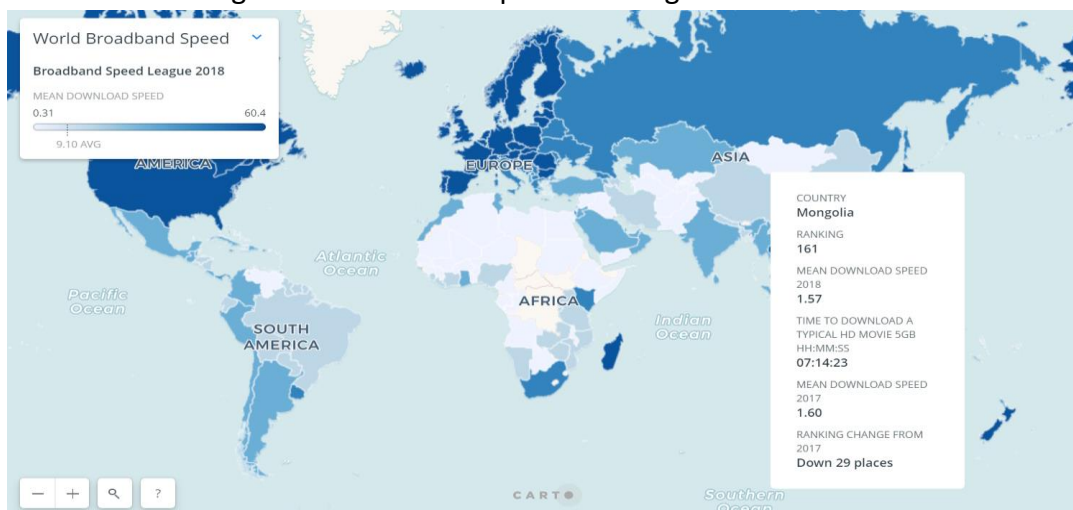 World Broadband Speed
Broadband Speed League 2018
MEAN DOWNLOAD SPEED
0.31 60.4
9.10 AVG
AMERICA
EUROPE
ASIA
Atlantic
Ocean
Pacific
Ocean
AFRICA
Indian
Ocean
SOUTH
AMERICA
COUNTRY
Mongolia
RANKING
161
MEAN DOWNLOAD SPEED
2018
1.57
TIME TO DOWNLOAD A
TYPICAL HD MOVIE 5GB
HH:MM:SS
07:14:23
MEAN DOWNLOAD SPEED
2017
1.60
RANKING CHANGE FROM
2017
Down 29 places
− + ?
CARTO
Southern
Ocean